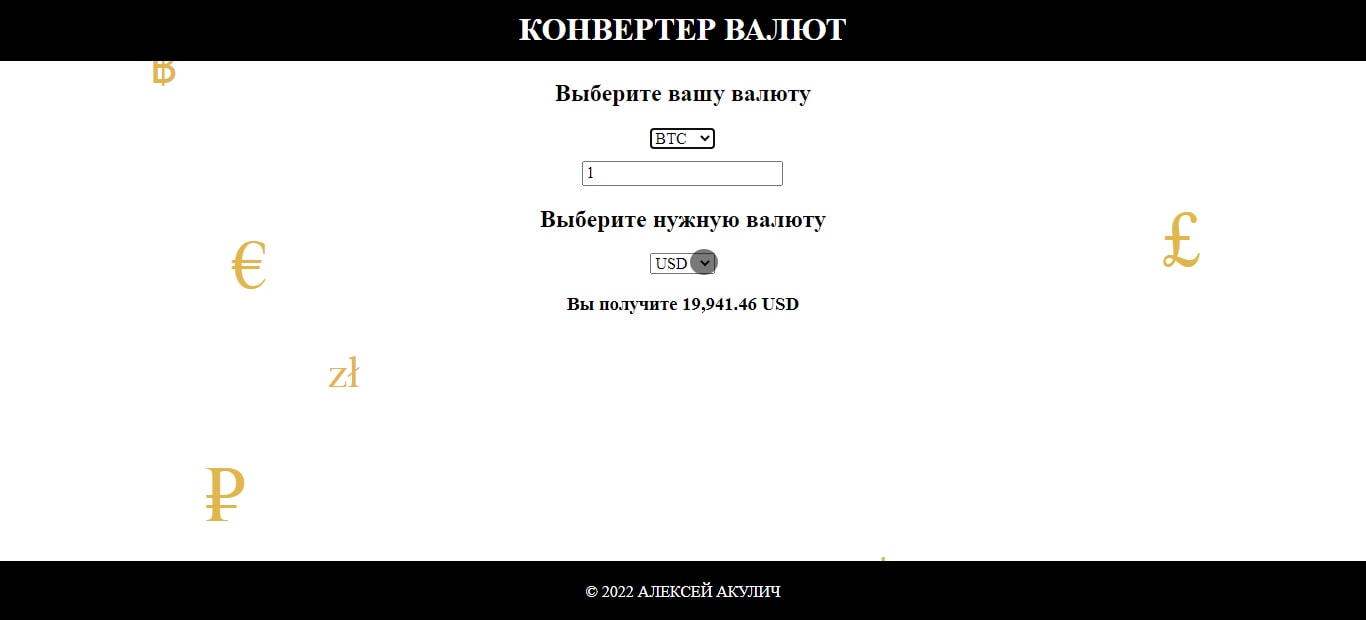 КОНВЕРТЕР ВАЛЮТ
฿
Выберите вашу валюту
BTC
1
Выберите нужную валюту
£
€
USD
Вы получите 19,941.46 USD
zł
₽
© 2022 АЛЕКСЕЙ АКУЛИЧ